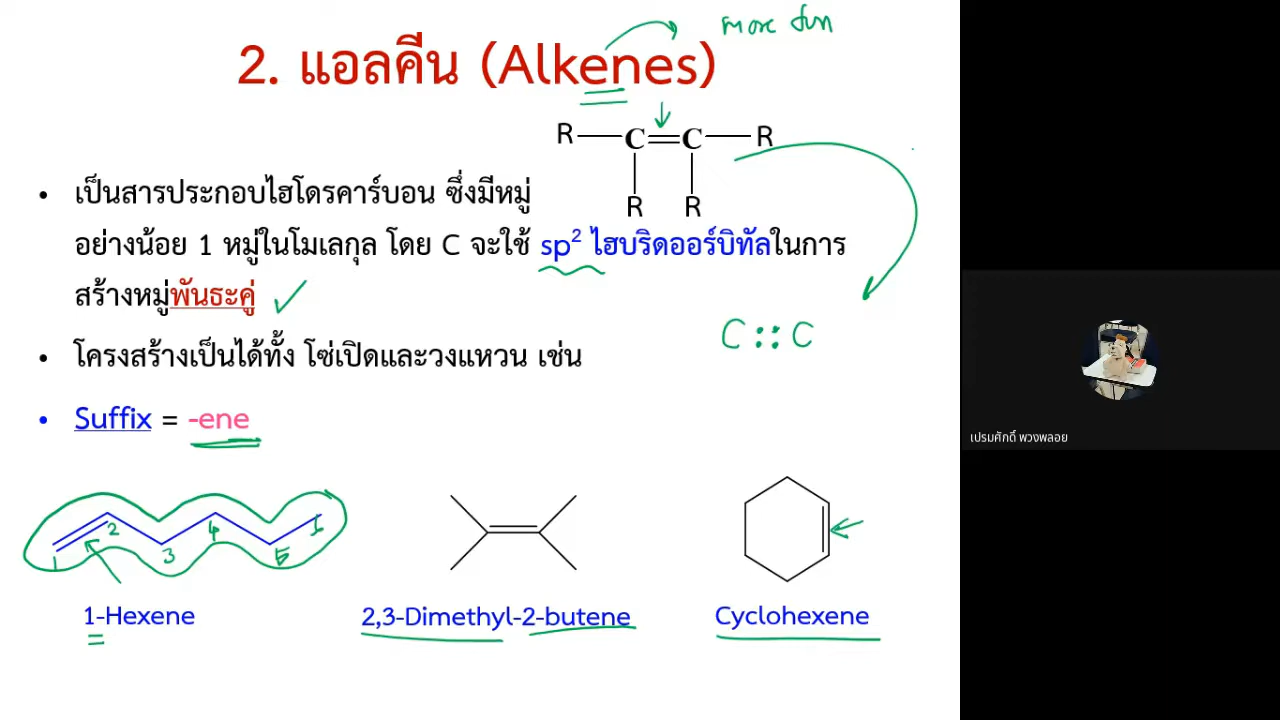 more fun
2. แอลคีน (Alkenes)
R C C R
R R
• เป็นสารประกอบไฮโดรคาร์บอน ซึ่งมีหมู่
อย่างน้อย 1 หมู่ในโมเลกุล โดย C จะใช้ sp² ไฮบริดออร์บิทัลในการ
สร้างหมู่พันธะคู่
C::C
• โครงสร้างเป็นได้ทั้ง โซ่เปิดและวงแหวน เช่น
• Suffix = -ene
1 2 3 4 5
1-Hexene
2,3-Dimethyl-2-butene
Cyclohexene
เปรมศักดิ์ พวงพลอย